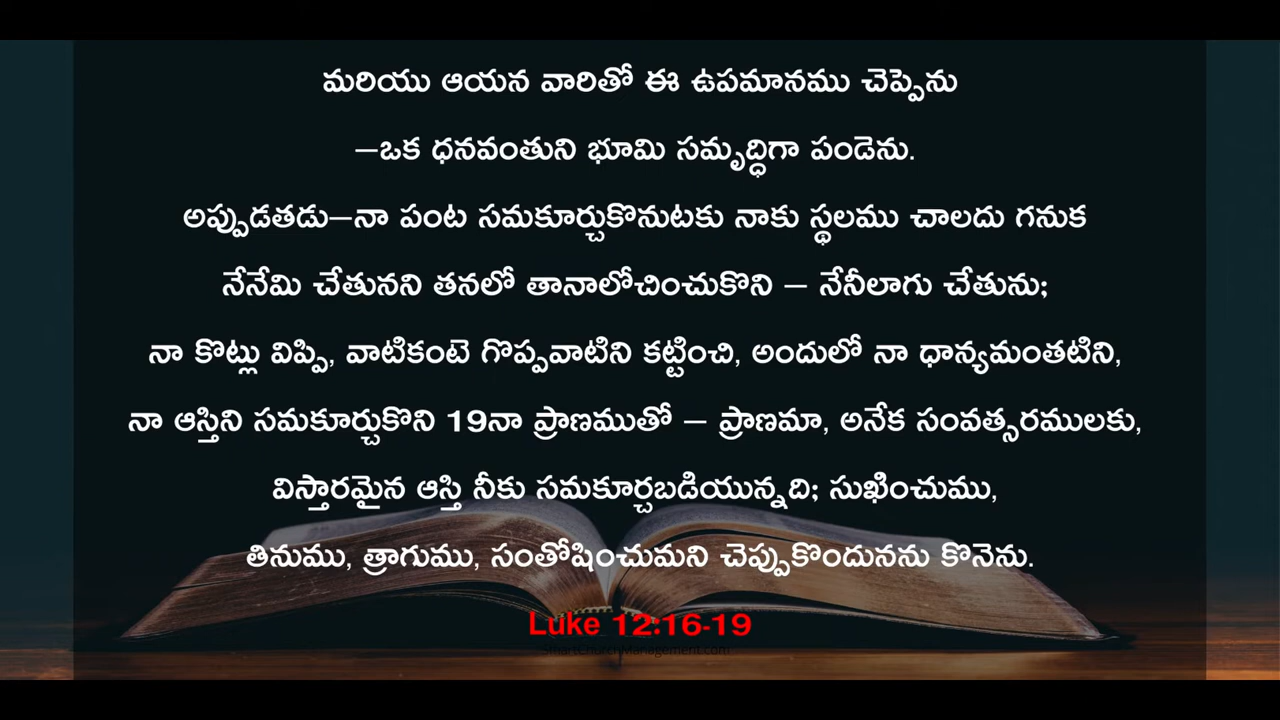 మరియు ఆయన వారితో ఈ ఉపమానము చెప్పెను
—ఒక ధనవంతుని భూమి సమృద్ధిగా పండెను.
అప్పుడతడు—నా పంట సమకూర్చుకొనుటకు నాకు స్థలము చాలదు గనుక
నేనేమి చేతునని తనలో తానాలోచించుకొని — నేనీలాగు చేతును;
నా కొట్లు విప్పి, వాటికంటె గొప్పవాటిని కట్టించి, అందులో నా ధాన్యమంతటిని,
నా ఆస్తిని సమకూర్చుకొని 19నా ప్రాణముతో — ప్రాణమా, అనేక సంవత్సరములకు,
విస్తారమైన ఆస్తి నీకు సమకూర్చబడియున్నది; సుఖించుము,
తినుము, త్రాగుము, సంతోషించుమని చెప్పుకొందునను కొనెను.
Luke 12:16-19
SmartChurchManagement.com